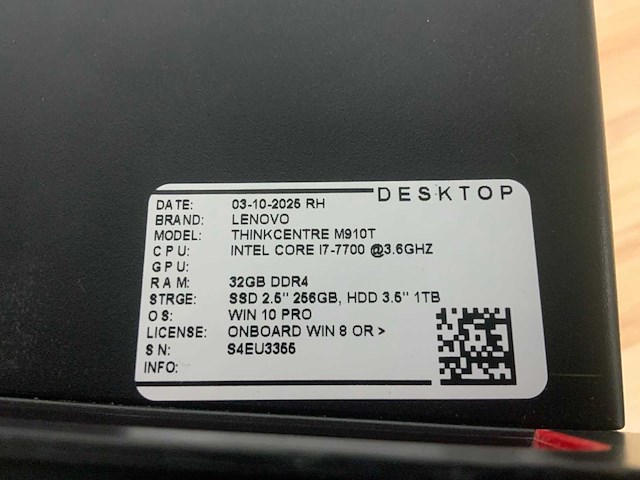 DESKTOP
DATE: 03-10-2025 RH
BRAND: LENOVO
MODEL: THINKCENTRE M910T
CPU: INTEL CORE I7-7700 @3.6GHZ
GPU:
RAM: 32GB DDR4
STRGE: SSD 2.5" 256GB, HDD 3.5" 1TB
OS: WIN 10 PRO
LICENSE: ONBOARD WIN 8 OR >
SN: S4EU3355
INFO: